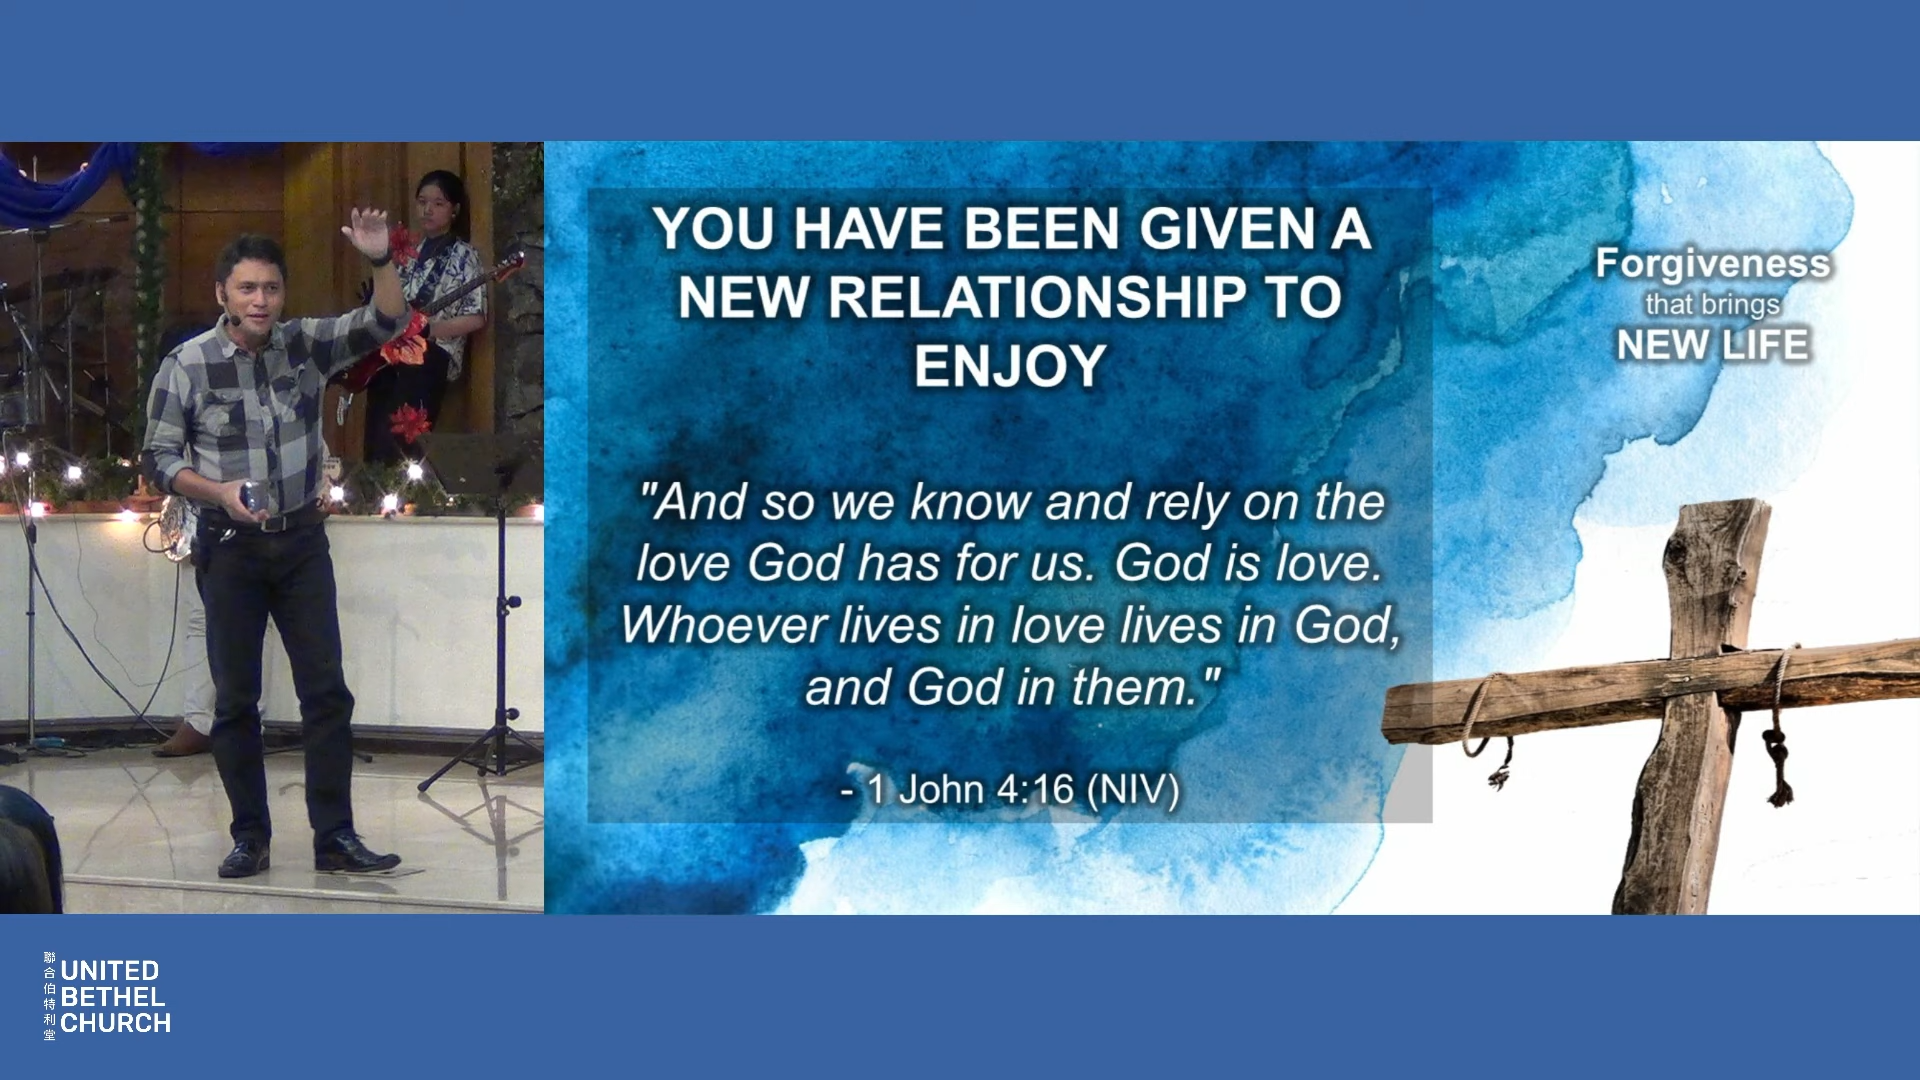 YOU HAVE BEEN GIVEN A
NEW RELATIONSHIP TO
ENJOY
"And so we know and rely on the
love God has for us. God is love.
Whoever lives in love lives in God,
and God in them."
- 1 John 4:16 (NIV)
Forgiveness
that brings
NEW LIFE
聯合伯特利堂
UNITED
BETHEL
CHURCH